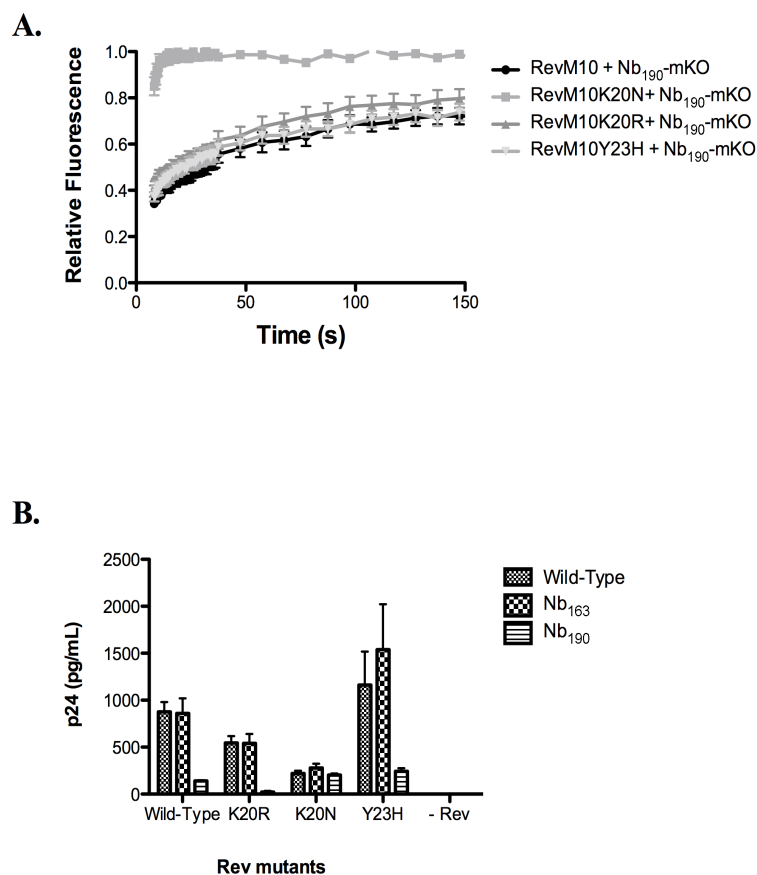 A.
Relative Fluorescence
1.0
0.8
0.6
0.4
0.2
0.0
0
50
100
150
Time (s)
RevM10 + Nb190-mKO
RevM10K20N+ Nb190-mKO
RevM10K20R+ Nb190-mKO
RevM10Y23H + Nb190-mKO
B.
p24 (pg/mL)
2500
2000
1500
1000
500
0
Wild-Type
K20R
K20N
Y23H
- Rev
Rev mutants
Wild-Type
Nb163
Nb190